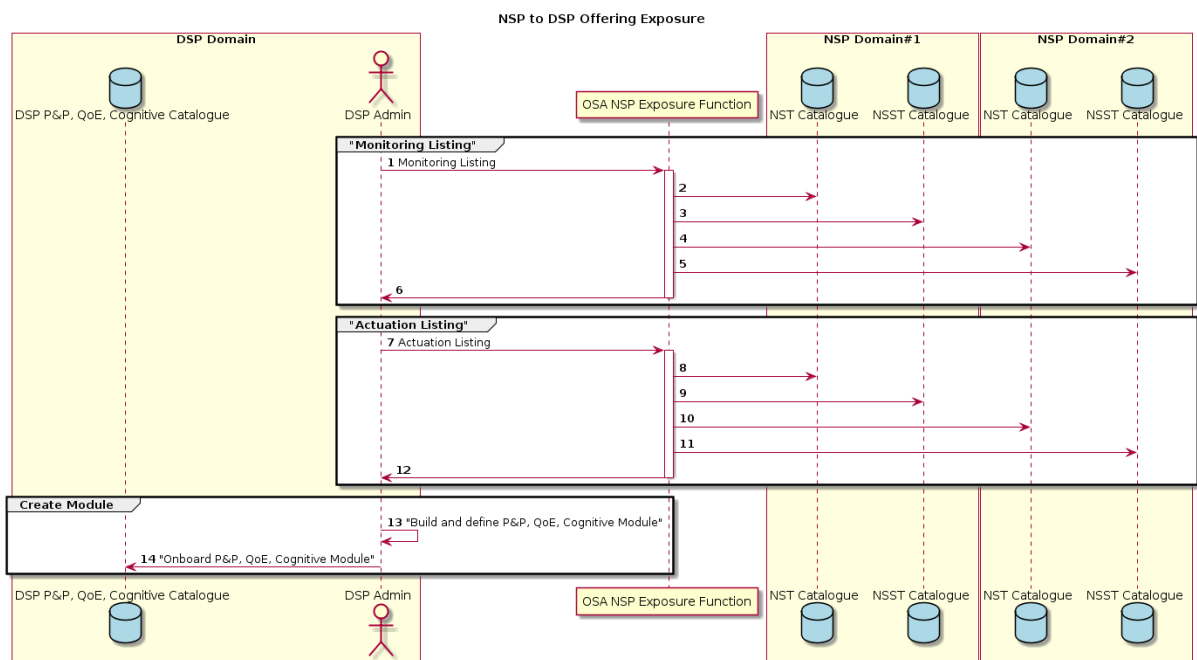 NSP to DSP Offering Exposure
DSP Domain
NSP Domain#1
NSP Domain#2
DSP P&P, QoE, Cognitive Catalogue
DSP Admin
OSA NSP Exposure Function
NST Catalogue
NSST Catalogue
NST Catalogue
NSST Catalogue
"Monitoring Listing"
1 Monitoring Listing
2
3
4
5
6
"Actuation Listing"
7 Actuation Listing
8
9
10
11
12
Create Module
13 "Build and define P&P, QoE, Cognitive Module"
14 "Onboard P&P, QoE, Cognitive Module"
DSP P&P, QoE, Cognitive Catalogue
DSP Admin
OSA NSP Exposure Function
NST Catalogue
NSST Catalogue
NST Catalogue
NSST Catalogue